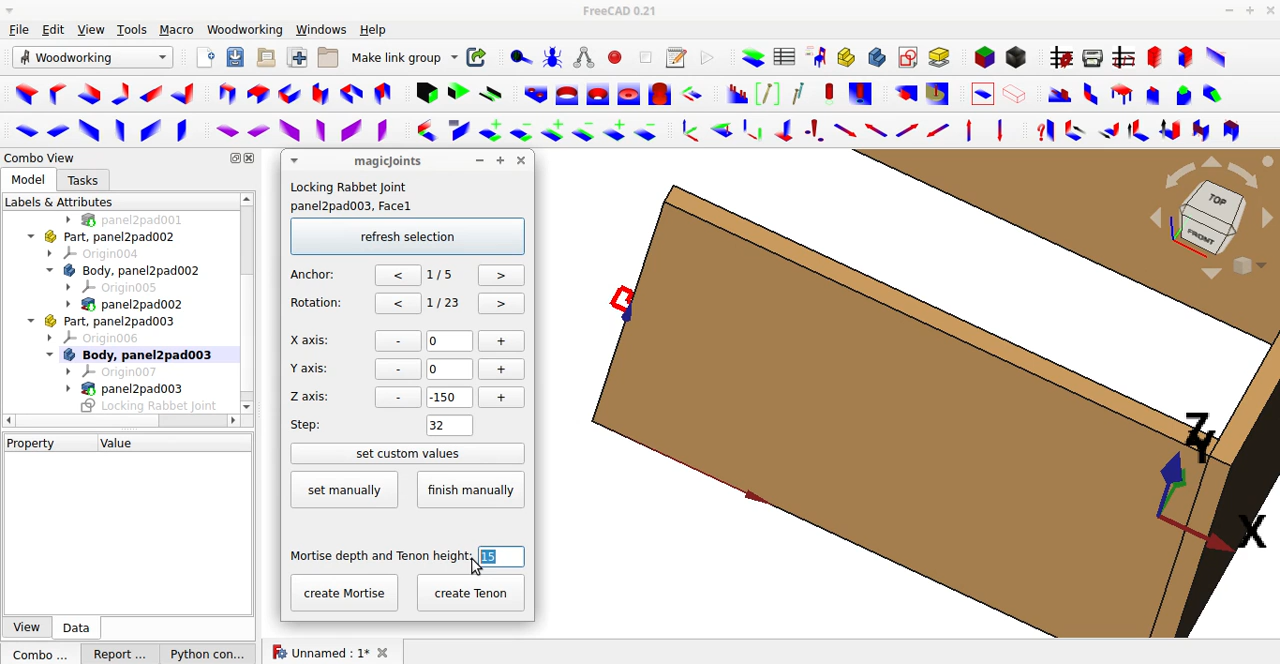 FreeCAD 0.21
File Edit View Tools Macro Woodworking Windows Help
Woodworking
Make link group
Combo View
Model Tasks
Labels & Attributes
panel2pad001
Part, panel2pad002
Origin004
Body, panel2pad002
Origin005
panel2pad002
Part, panel2pad003
Origin006
Body, panel2pad003
Origin007
panel2pad003
Locking Rabbet Joint
Property Value
View Data
Combo ... Report ... Python con...
magicJoints
Locking Rabbet Joint
panel2pad003, Face1
refresh selection
Anchor: < 1 / 5 >
Rotation: < 1 / 23 >
X axis: - 0 +
Y axis: - 0 +
Z axis: - -150 +
Step: 32
set custom values
set manually finish manually
Mortise depth and Tenon height: 15
create Mortise create Tenon
TOP
FRONT
Z
Y
X
Unnamed : 1*